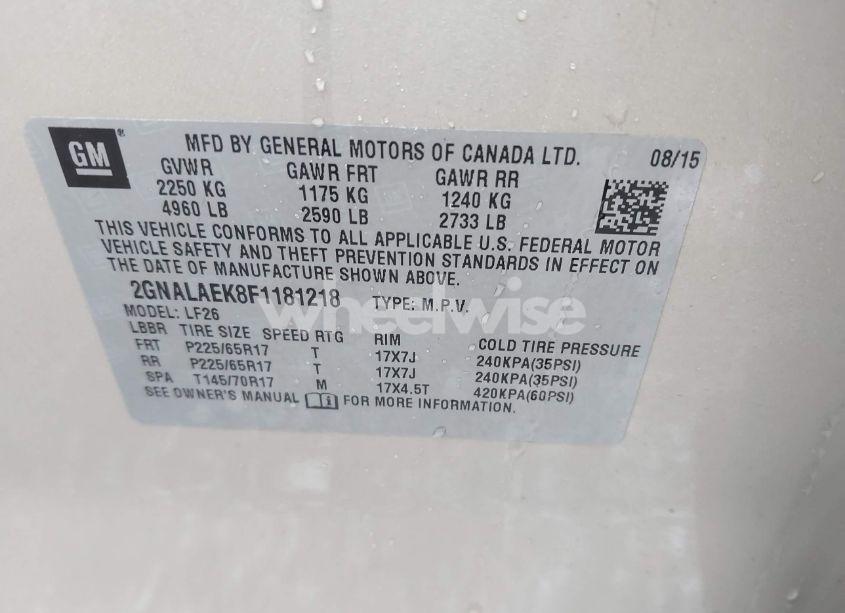 GM
MFD BY GENERAL MOTORS OF CANADA LTD. 08/15
GVWR GAWR FRT GAWR RR
2250 KG 1175 KG 1240 KG
4960 LB 2590 LB 2733 LB
THIS VEHICLE CONFORMS TO ALL APPLICABLE U.S. FEDERAL MOTOR
VEHICLE SAFETY AND THEFT PREVENTION STANDARDS IN EFFECT ON
THE DATE OF MANUFACTURE SHOWN ABOVE.
2GNALAEK8F1181218 TYPE: M.P.V.
MODEL: LF26
wheelwise
LBBR TIRE SIZE SPEED RTG RIM COLD TIRE PRESSURE
FRT P225/65R17 T 17X7J 240KPA(35PSI)
RR P225/65R17 T 17X7J 240KPA(35PSI)
SPA T145/70R17 M 17X4.5T 420KPA(60PSI)
SEE OWNER'S MANUAL FOR MORE INFORMATION.